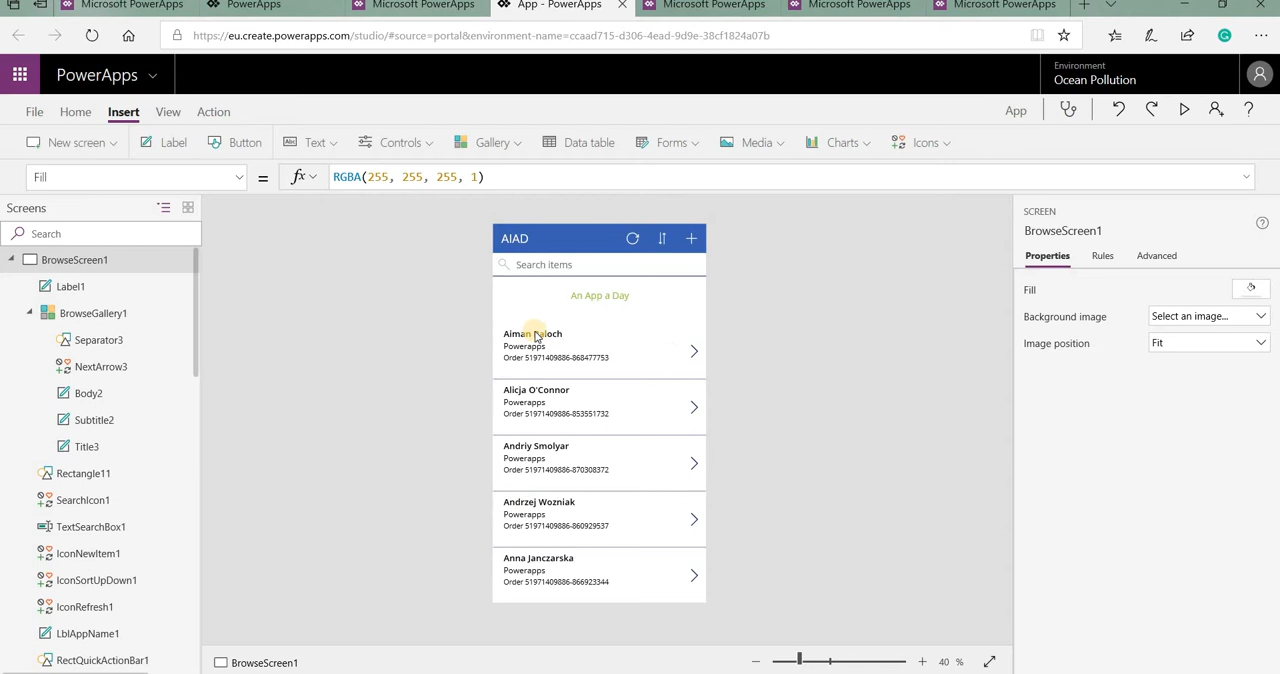 Microsoft PowerApps
PowerApps
Microsoft PowerApps
App - PowerApps
Microsoft PowerApps
Microsoft PowerApps
Microsoft PowerApps
https://eu.create.powerapps.com/studio/#source=portal&environment-name=ccaad715-d306-4ead-9d9e-38cf1824a07b
PowerApps
Environment
Ocean Pollution
File Home Insert View Action
App
New screen Label Button Text Controls Gallery Data table Forms Media Charts Icons
Fill = fx RGBA(255, 255, 255, 1)
Screens
Search
BrowseScreen1
Label1
BrowseGallery1
Separator3
NextArrow3
Body2
Subtitle2
Title3
Rectangle11
SearchIcon1
TextSearchBox1
IconNewItem1
IconSortUpDown1
IconRefresh1
LblAppName1
RectQuickActionBar1
AIAD
Search items
An App a Day
Aiman
Powerapps
Order 51971409886-868477753
Alicja O'Connor
Powerapps
Order 51971409886-853551732
Andriy Smolyar
Powerapps
Order 51971409886-870308372
Andrzej Wozniak
Powerapps
Order 51971409886-860929537
Anna Janczarska
Powerapps
Order 51971409886-866923344
BrowseScreen1
40 %
SCREEN
BrowseScreen1
Properties Rules Advanced
Fill
Background image Select an image...
Image position Fit